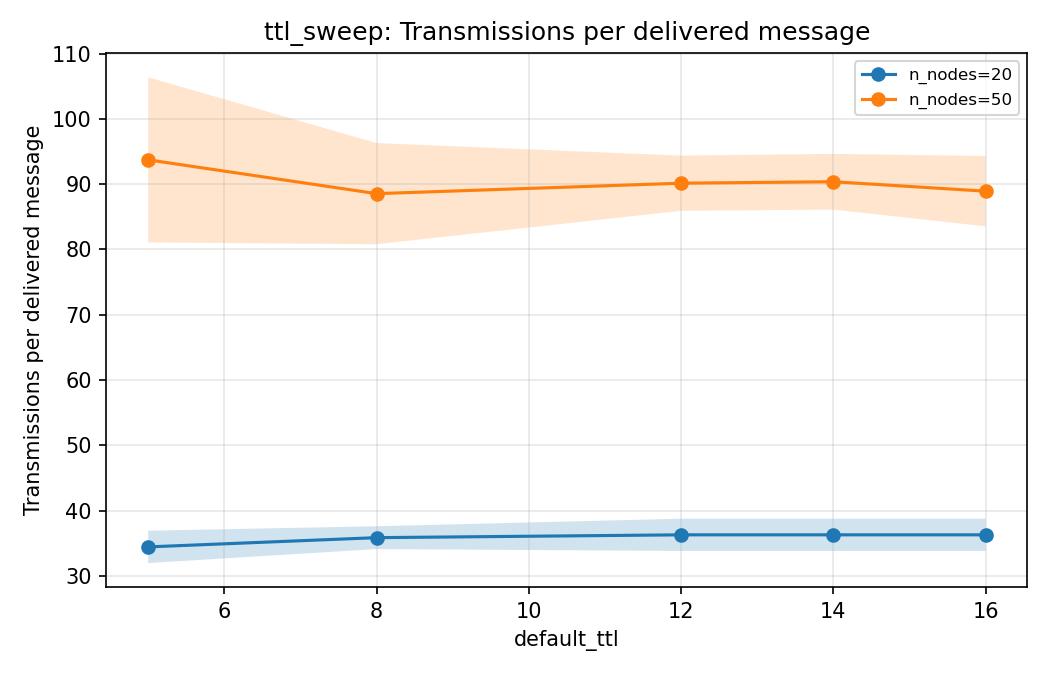 ttl_sweep: Transmissions per delivered message
n_nodes=20
n_nodes=50
Transmissions per delivered message
110
100
90
80
70
60
50
40
30
6 8 10 12 14 16
default_ttl